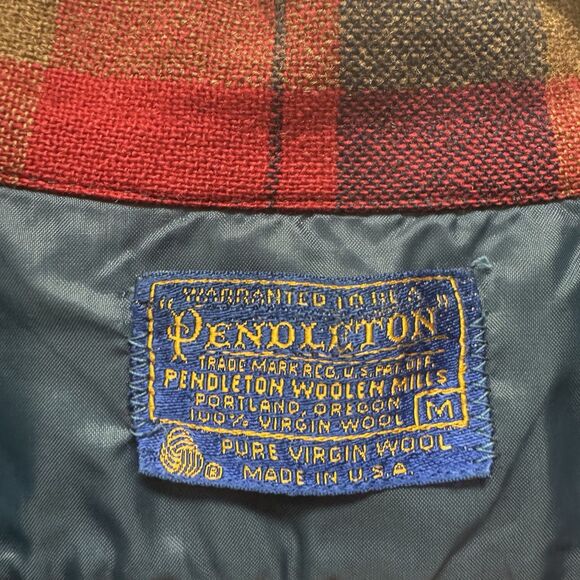 WARRANTED TO BE A
"PENDLETON"
TRADE MARK REG. U.S. PAT. OFF.
PENDLETON WOOLEN MILLS
PORTLAND, OREGON
100% VIRGIN WOOL M
PURE VIRGIN WOOL
® MADE IN U.S.A.